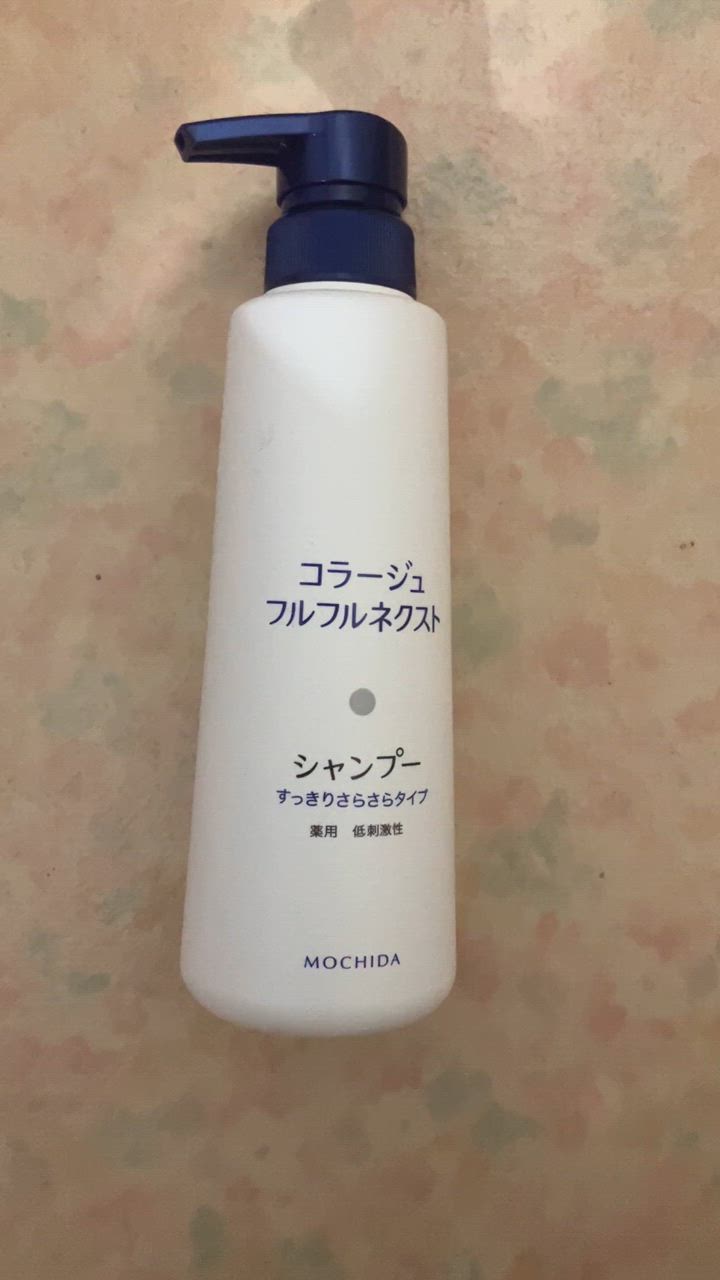 コラージュ
フルフルネクスト
シャンプー
すっきりさらさらタイプ
薬用 低刺激性
MOCHIDA